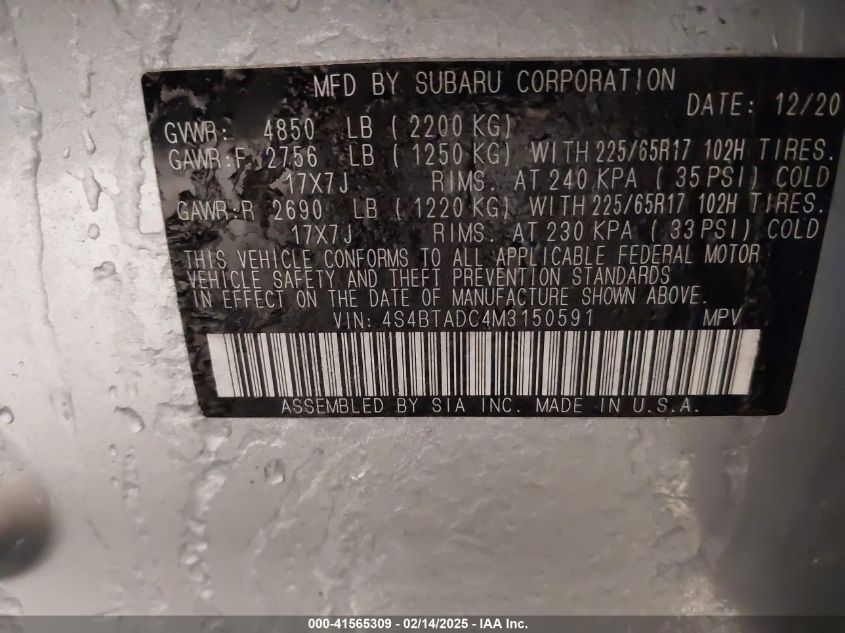 MFD BY SUBARU CORPORATION
DATE: 12/20
GVWR: 4850 LB ( 2200 KG)
GAWR:F 2756 LB ( 1250 KG) WITH 225/65R17 102H TIRES.
17X7J RIMS. AT 240 KPA ( 35 PSI) COLD
GAWR:R 2690 LB ( 1220 KG) WITH 225/65R17 102H TIRES.
17X7J RIMS. AT 230 KPA ( 33 PSI) COLD
THIS VEHICLE CONFORMS TO ALL APPLICABLE FEDERAL MOTOR
VEHICLE SAFETY AND THEFT PREVENTION STANDARDS
IN EFFECT ON THE DATE OF MANUFACTURE SHOWN ABOVE.
VIN: 4S4BTADC4M3150591 MPV
ASSEMBLED BY SIA INC. MADE IN U.S.A.
000-41565309 - 02/14/2025 - IAA Inc.